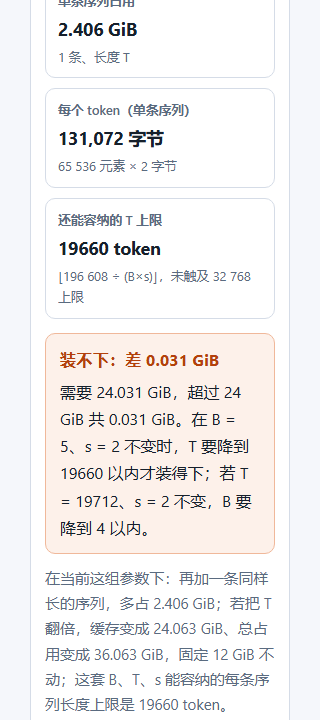 单条序列占用
2.406 GiB
1 条、长度 T
每个 token（单条序列）
131,072 字节
65 536 元素 × 2 字节
还能容纳的 T 上限
19660 token
⌊196 608 ÷ (B×s)⌋，未触及 32 768
上限
装不下：差 0.031 GiB
需要 24.031 GiB，超过 24
GiB 共 0.031 GiB。在 B =
5、s = 2 不变时，T 要降到
19660 以内才装得下；若 T
= 19712、s = 2 不变，B 要
降到 4 以内。
在当前这组参数下：再加一条同样
长的序列，多占 2.406 GiB；若把 T
翻倍，缓存变成 24.063 GiB、总占
用变成 36.063 GiB，固定 12 GiB 不
动；这套 B、T、s 能容纳的每条序
列长度上限是 19660 token。